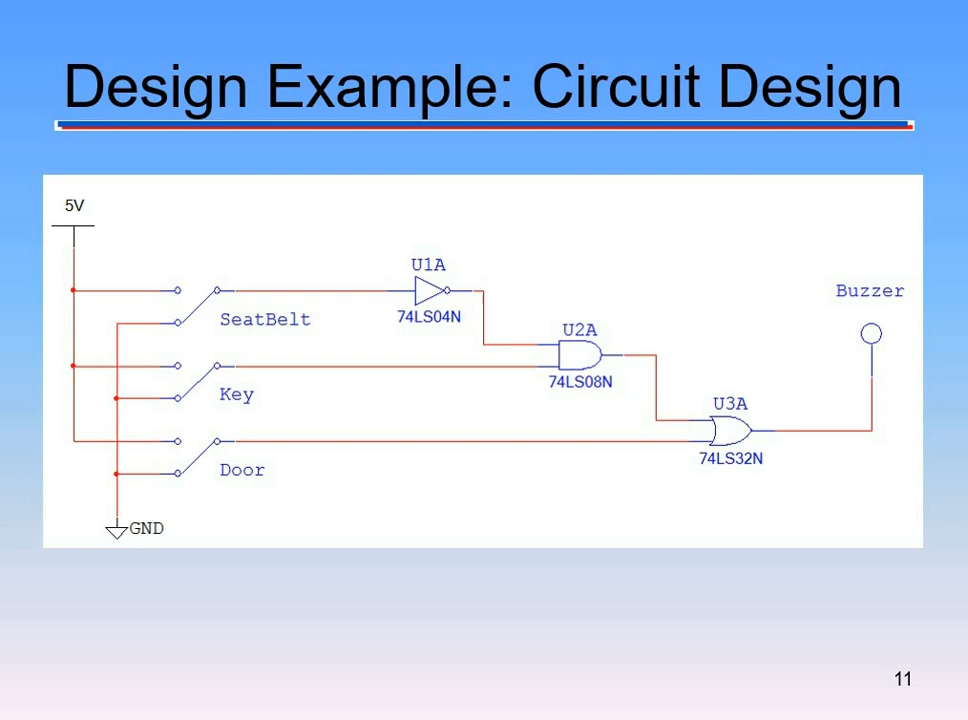 Design Example: Circuit Design
5V
U1A
74LS04N
SeatBelt
Buzzer
U2A
74LS08N
Key
U3A
74LS32N
Door
GND
11